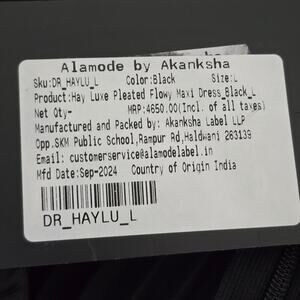 Alamode by Akanksha
Sku:DR_HAYLU_L Color:Black Size:L
Product:Hay Luxe Pleated Flowy Maxi Dress_Black_L
Net Qty- MRP:4650.00(Incl. of all taxes)
Manufactured and Packed by: Akanksha Label LLP
Opp.SKM Public School,Rampur Rd,Haldwani 263139
Email: customerservice@alamodelabel.in
Mfd Date:Sep-2024 Country of Origin India
DR_HAYLU_L